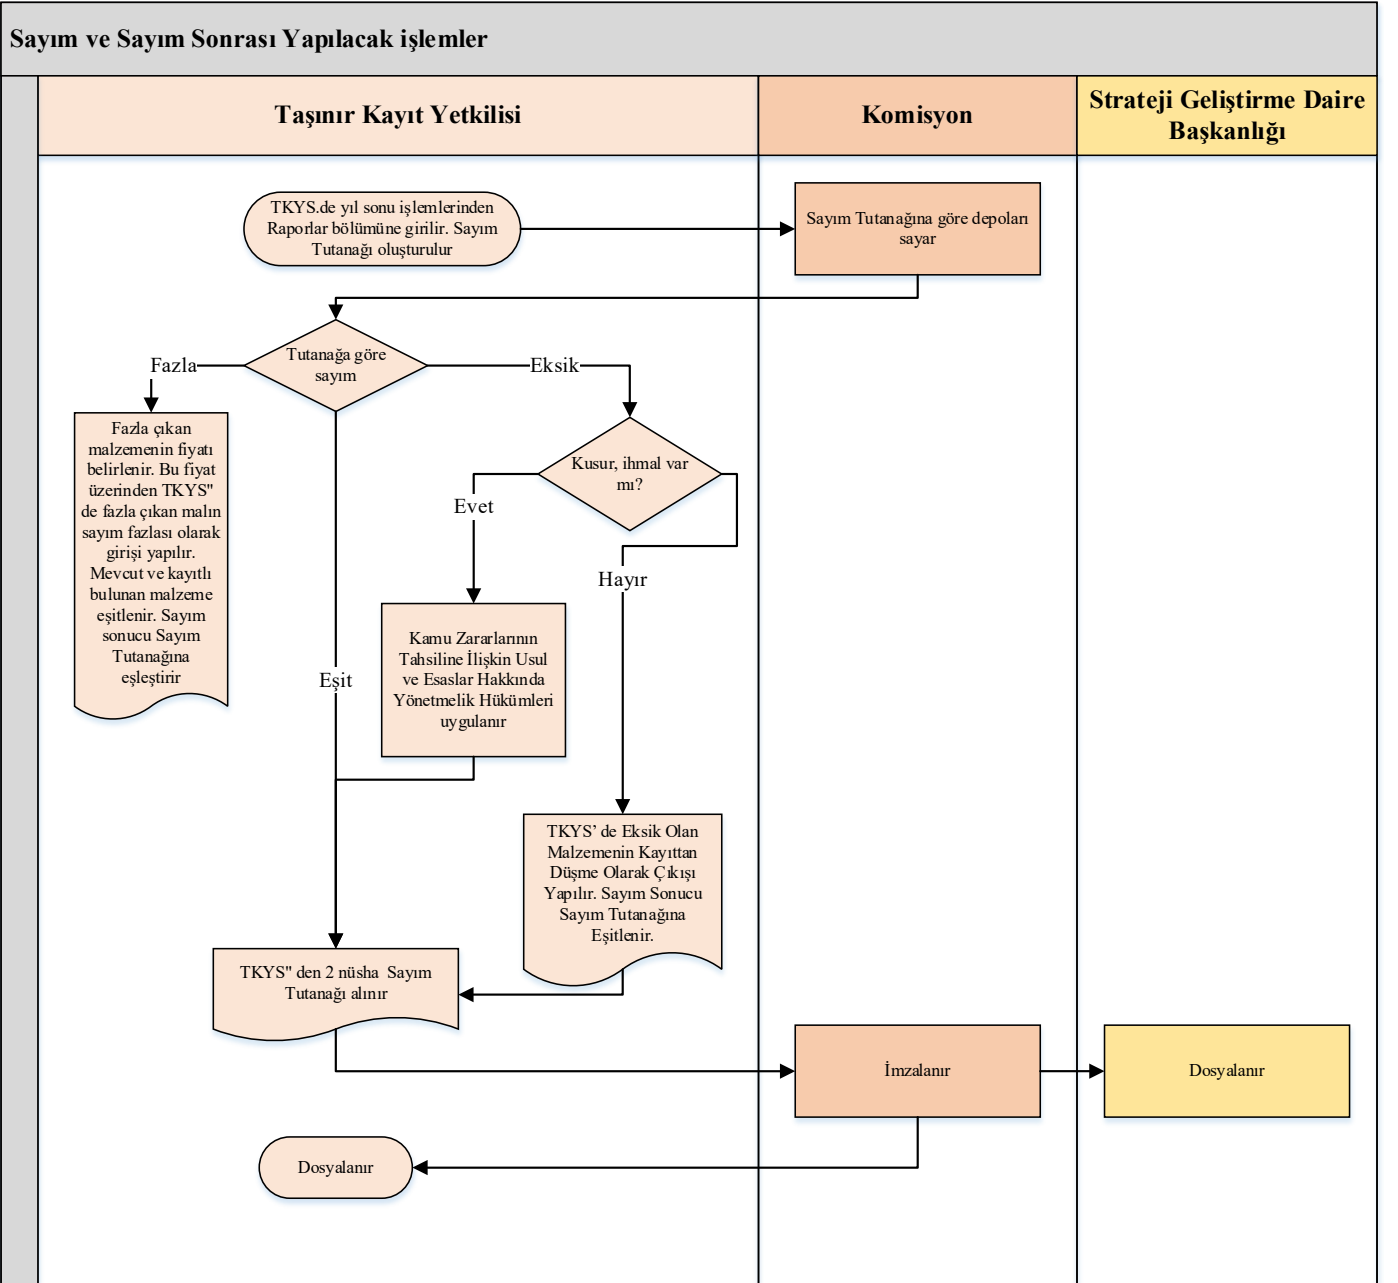 Sayım ve Sayım Sonrası Yapılacak işlemler
Taşınır Kayıt Yetkilisi
Komisyon
Strateji Geliştirme Daire
Başkanlığı
TKYS.de yıl sonu işlemlerinden
Raporlar bölümüne girilir. Sayım
Tutanağı oluşturulur
Sayım Tutanağına göre depoları
sayar
Tutanağa göre
sayım
Fazla
Eksik
Fazla çıkan
malzemenin fiyatı
belirlenir. Bu fiyat
üzerinden TKYS"
de fazla çıkan malın
sayım fazlası olarak
girişi yapılır.
Mevcut ve kayıtlı
bulunan malzeme
eşitlenir. Sayım
sonucu Sayım
Tutanağına
eşleştirir
Kusur, ihmal var
mı?
Evet
Hayır
Kamu Zararlarının
Tahsiline İlişkin Usul
ve Esaslar Hakkında
Yönetmelik Hükümleri
uygulanır
Eşit
TKYS’ de Eksik Olan
Malzemenin Kayıttan
Düşme Olarak Çıkışı
Yapılır. Sayım Sonucu
Sayım Tutanağına
Eşitlenir.
TKYS" den 2 nüsha Sayım
Tutanağı alınır
İmzalanır
Dosyalanır
Dosyalanır